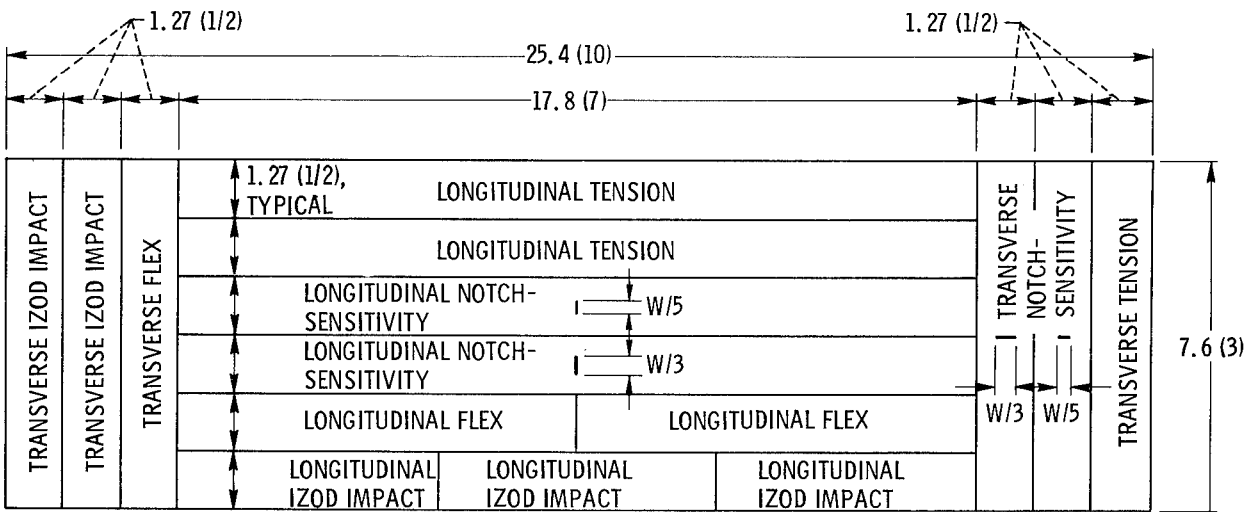 1.27 (1/2)
1.27 (1/2)
25.4 (10)
17.8 (7)
TRANSVERSE IZOD IMPACT
TRANSVERSE IZOD IMPACT
TRANSVERSE FLEX
1.27 (1/2),
TYPICAL
LONGITUDINAL TENSION
LONGITUDINAL TENSION
LONGITUDINAL NOTCH-
SENSITIVITY
W/5
LONGITUDINAL NOTCH-
SENSITIVITY
W/3
LONGITUDINAL FLEX
LONGITUDINAL FLEX
LONGITUDINAL
IZOD IMPACT
LONGITUDINAL
IZOD IMPACT
LONGITUDINAL
IZOD IMPACT
TRANSVERSE
NOTCH-
SENSITIVITY
W/3
W/5
TRANSVERSE TENSION
7.6 (3)